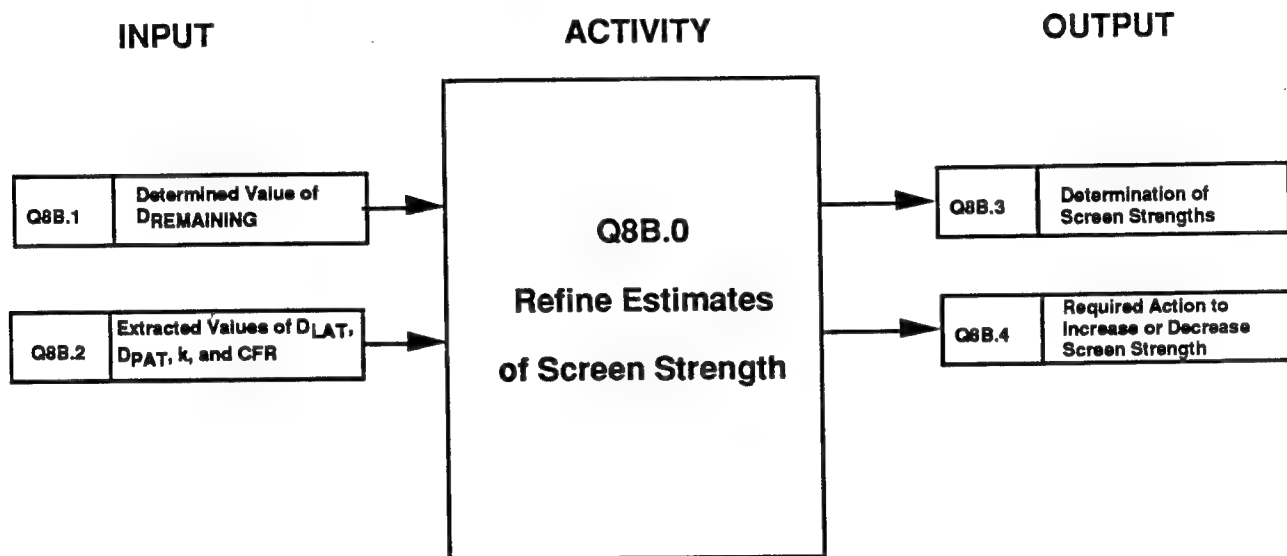 INPUT
ACTIVITY
OUTPUT
Q8B.1
Determined Value of
DREMAINING
Q8B.2
Extracted Values of DLAT,
DPAT, k, and CFR
Q8B.0
Refine Estimates
of Screen Strength
Q8B.3
Determination of
Screen Strengths
Q8B.4
Required Action to
Increase or Decrease
Screen Strength